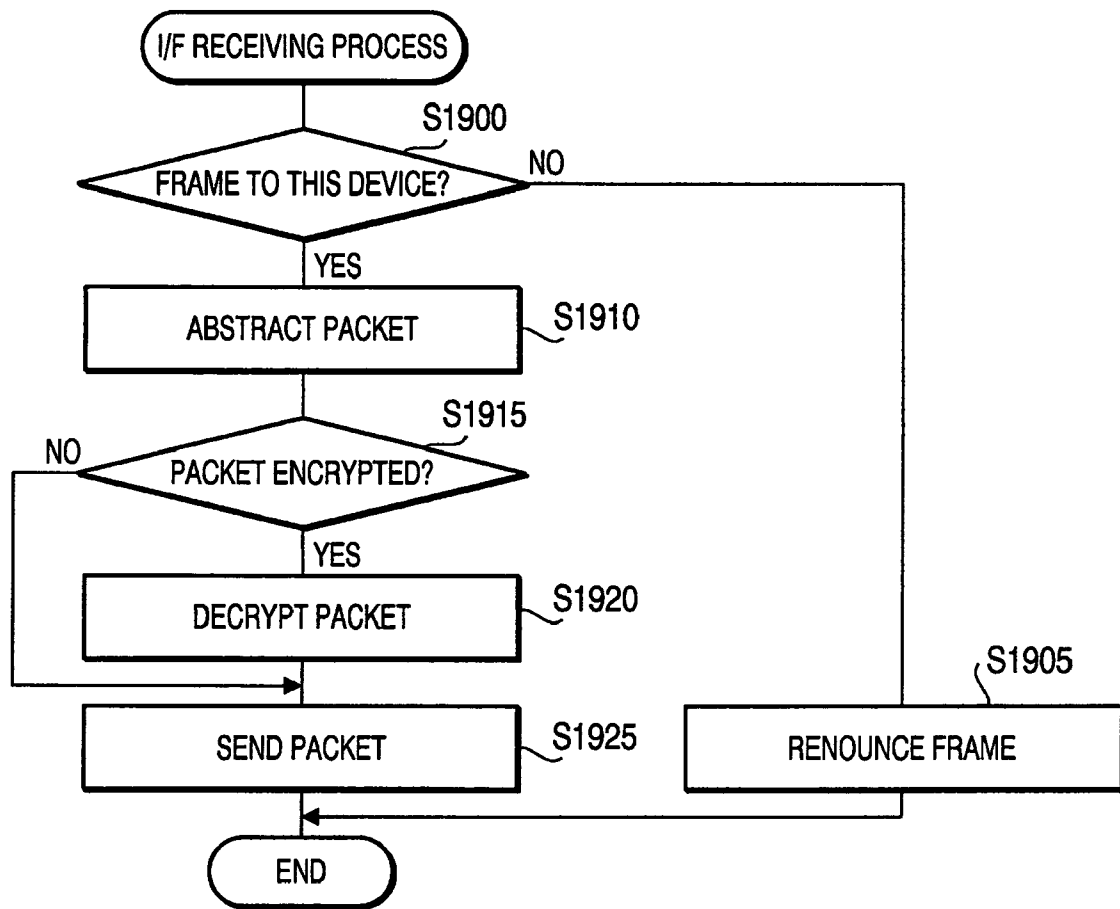 I/F RECEIVING PROCESS
S1900
FRAME TO THIS DEVICE?
NO
YES
ABSTRACT PACKET
S1910
S1915
NO
PACKET ENCRYPTED?
YES
DECRYPT PACKET
S1920
S1905
SEND PACKET
S1925
RENOUNCE FRAME
END